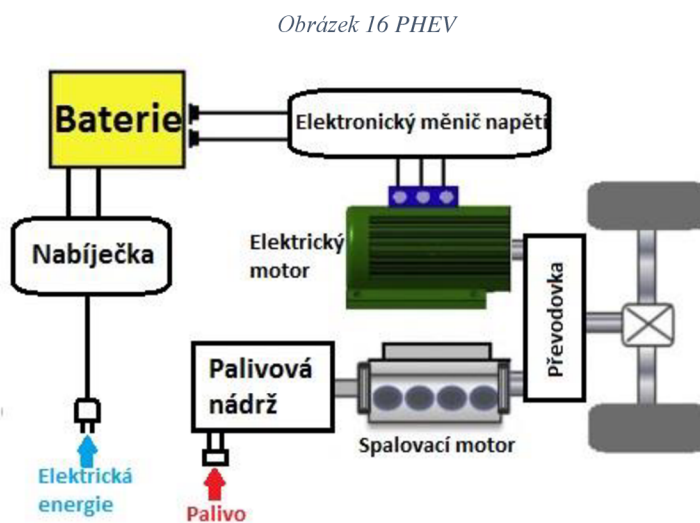 Obrázek 16 PHEV
Baterie
Elektronický měnič napětí
Nabíječka
Elektrický
motor
Převodovka
Palivová
nádrž
Spalovací motor
Elektrická
energie
Palivo